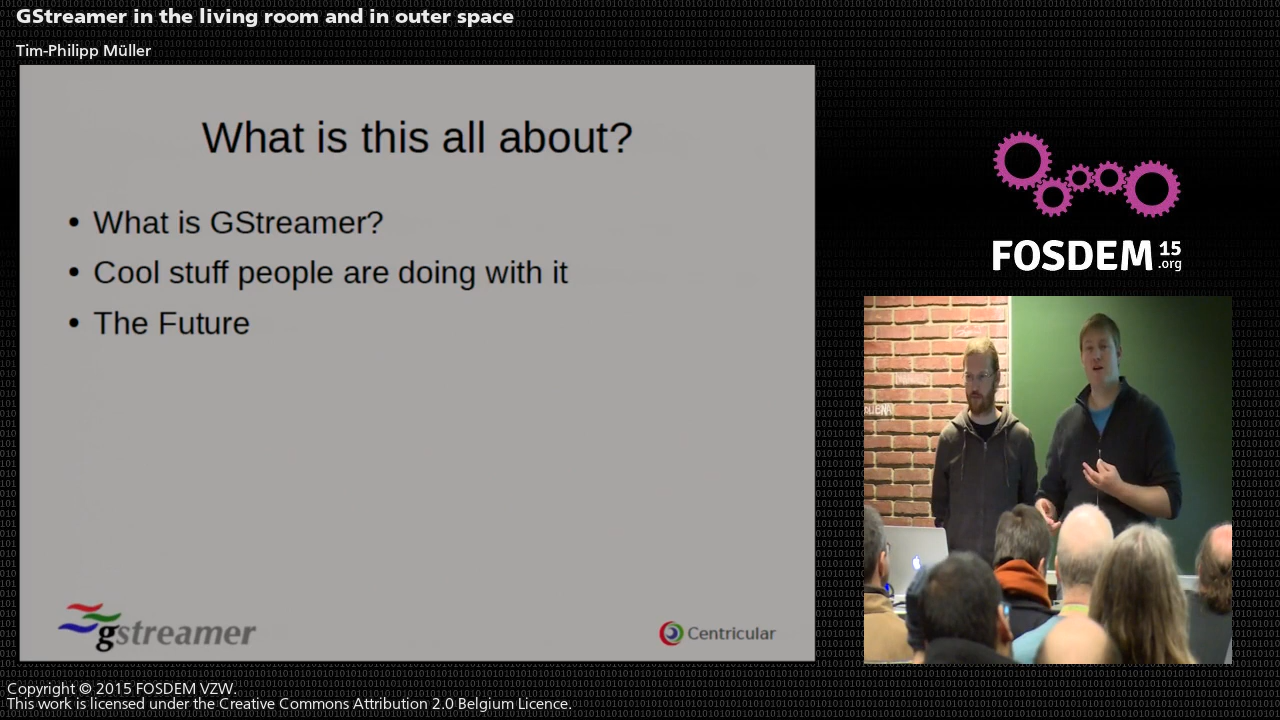 GStreamer in the living room and in outer space
Tim-Philipp Müller
What is this all about?
• What is GStreamer?
• Cool stuff people are doing with it
• The Future
gstreamer
Centricular
FOSDEM 15
.org
Copyright © 2015 FOSDEM VZW.
This work is licensed under the Creative Commons Attribution 2.0 Belgium Licence.